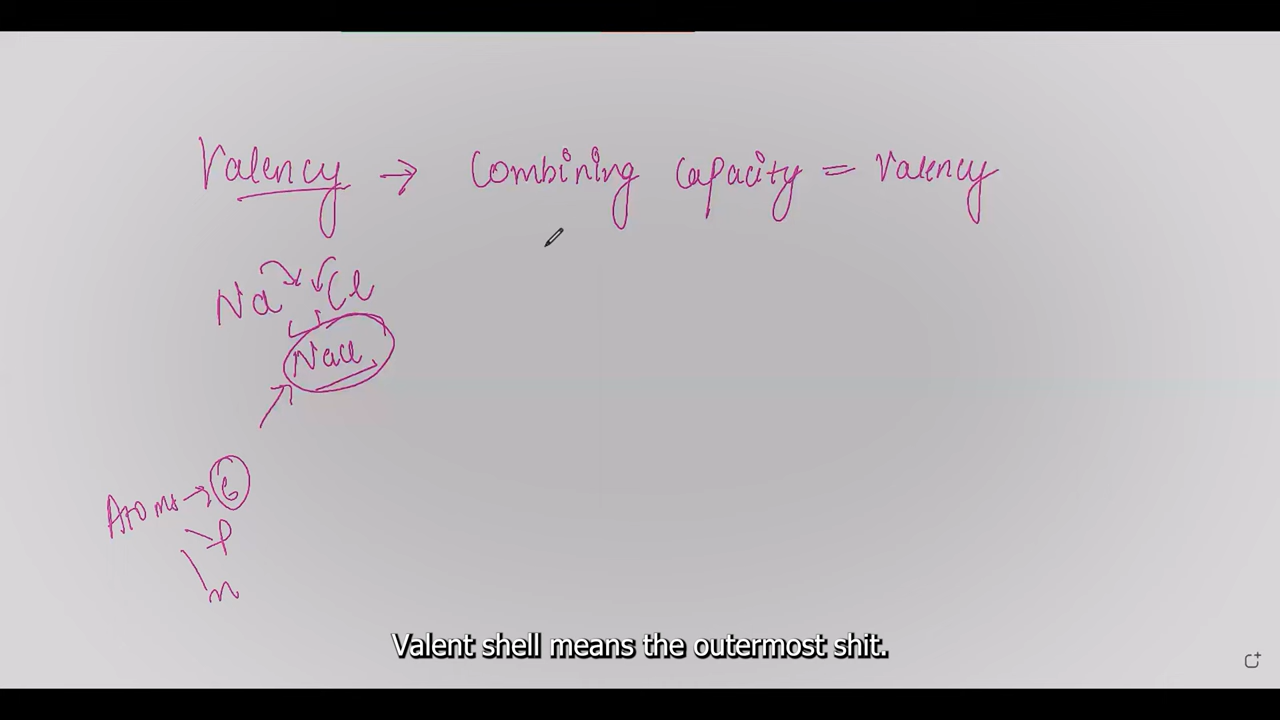 Valency → Combining Capacity = Valency
Na Cl
NaCl
Atoms → e
p
n
Valent shell means the outermost shit.